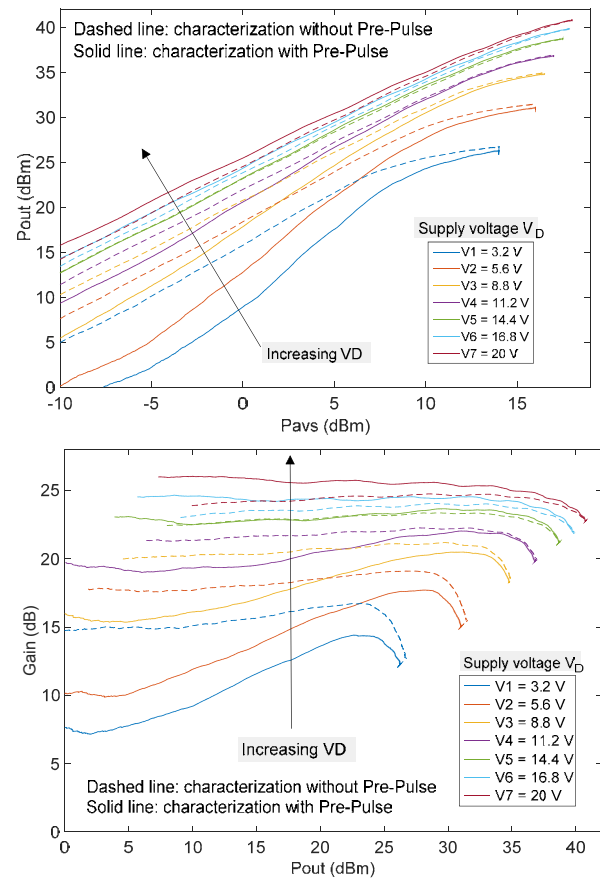 40
Dashed line: characterization without Pre-Pulse
Solid line: characterization with Pre-Pulse
35
30
25
20
15
10
5
0
Pout (dBm)
Supply voltage VD
V1 = 3.2 V
V2 = 5.6 V
V3 = 8.8 V
V4 = 11.2 V
V5 = 14.4 V
V6 = 16.8 V
V7 = 20 V
Increasing VD
-10 -5 0 5 10 15
Pavs (dBm)
25
20
15
10
5
0
Gain (dB)
Supply voltage VD
V1 = 3.2 V
V2 = 5.6 V
V3 = 8.8 V
V4 = 11.2 V
V5 = 14.4 V
V6 = 16.8 V
V7 = 20 V
Increasing VD
Dashed line: characterization without Pre-Pulse
Solid line: characterization with Pre-Pulse
0 5 10 15 20 25 30 35 40
Pout (dBm)